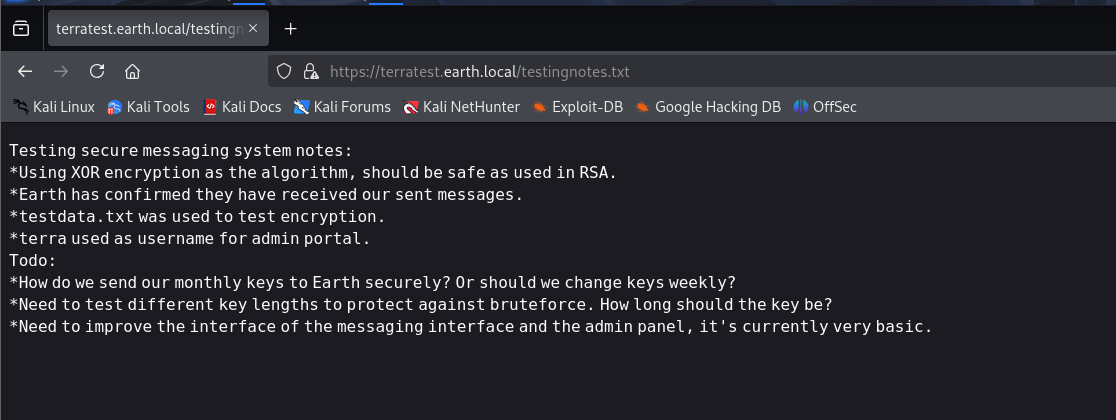 terratest.earth.local/testingn
https://terratest.earth.local/testingnotes.txt
Kali Linux Kali Tools Kali Docs Kali Forums Kali NetHunter Exploit-DB Google Hacking DB OffSec
Testing secure messaging system notes:
*Using XOR encryption as the algorithm, should be safe as used in RSA.
*Earth has confirmed they have received our sent messages.
*testdata.txt was used to test encryption.
*terra used as username for admin portal.
Todo:
*How do we send our monthly keys to Earth securely? Or should we change keys weekly?
*Need to test different key lengths to protect against bruteforce. How long should the key be?
*Need to improve the interface of the messaging interface and the admin panel, it's currently very basic.